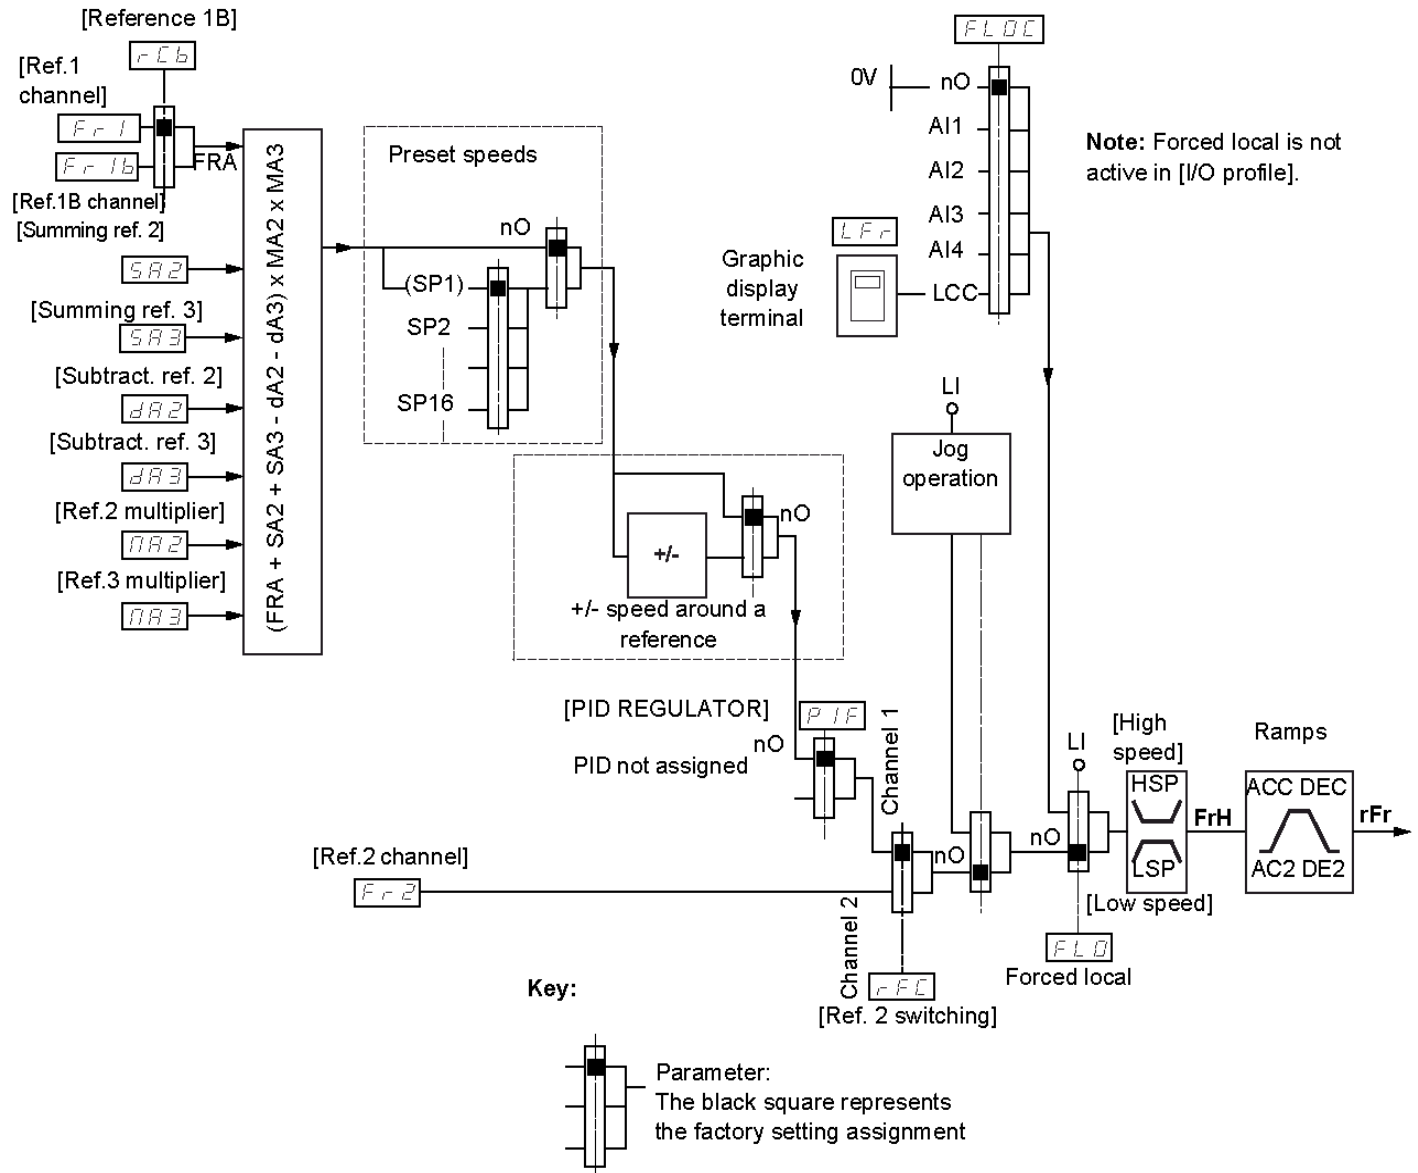 [Reference 1B]
rCb
[Ref.1
channel]
Fr1
Fr1b
FRA
[Ref.1B channel]
[Summing ref. 2]
SA2
[Summing ref. 3]
SA3
[Subtract. ref. 2]
dA2
[Subtract. ref. 3]
dA3
[Ref.2 multiplier]
MA2
[Ref.3 multiplier]
MA3
(FRA + SA2 + SA3 - dA2 - dA3) x MA2 x MA3
Preset speeds
nO
(SP1)
SP2
SP16
+/-
nO
+/- speed around a
reference
FLOC
0V
nO
AI1
AI2
AI3
AI4
LCC
LFr
Graphic
display
terminal
Note: Forced local is not
active in [I/O profile].
LI
Jog
operation
[PID REGULATOR]
PIF
nO
PID not assigned
Channel 1
[Ref.2 channel]
Fr2
Channel 2
nO
rFC
[Ref. 2 switching]
nO
LI
FLO
Forced local
[High
speed]
HSP
LSP
[Low speed]
FrH
Ramps
ACC DEC
AC2 DE2
rFr
Key:
Parameter:
The black square represents
the factory setting assignment